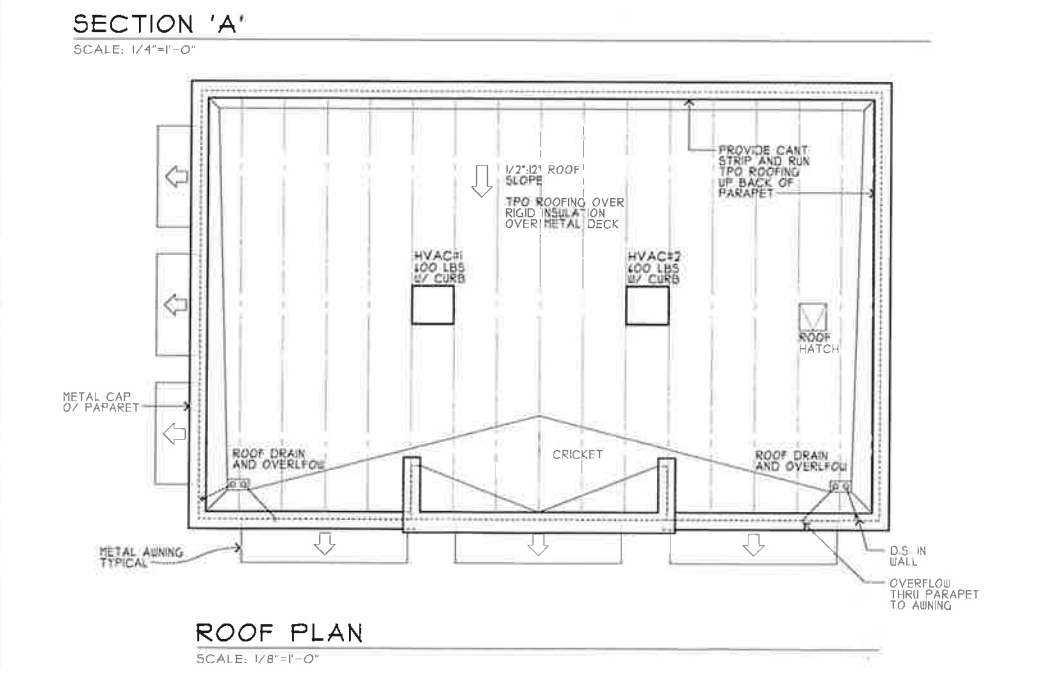 SECTION 'A'
SCALE: 1/4"=1'-0"
PROVIDE CANT
STRIP AND RUN
TPO ROOFING
UP BACK OF
PARAPET
1/2":12" ROOF
SLOPE
TPO ROOFING OVER
RIGID INSULATION
OVER METAL DECK
HVAC#1
600 LBS
W/ CURB
HVAC#2
600 LBS
W/ CURB
ROOF
HATCH
METAL CAP
O/ PAPARET
ROOF DRAIN
AND OVERLFOW
CRICKET
ROOF DRAIN
AND OVERLFOW
METAL AWNING
TYPICAL
D.S. IN
WALL
OVERFLOW
THRU PARAPET
TO AWNING
ROOF PLAN
SCALE: 1/8"=1'-0"